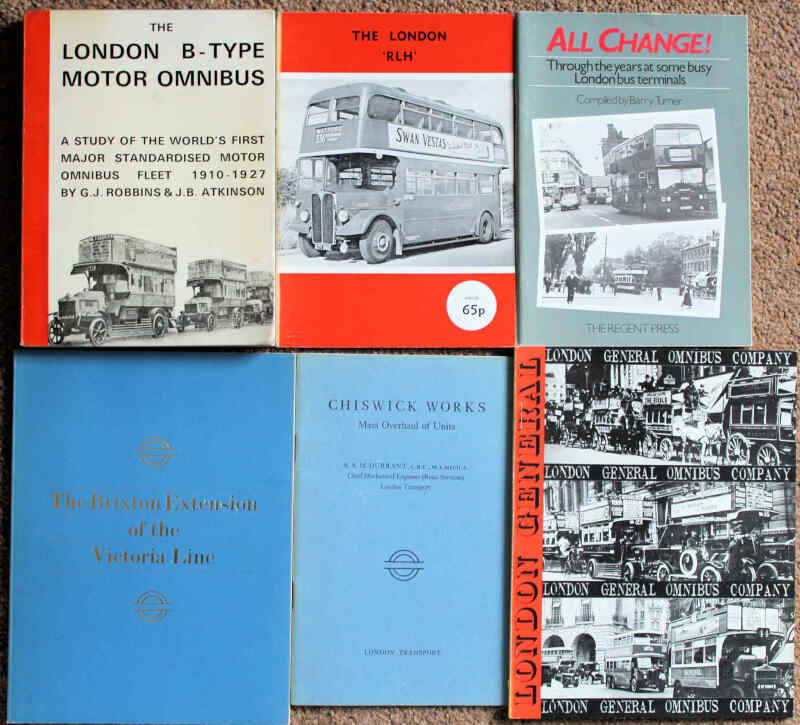 THE
LONDON B-TYPE
MOTOR OMNIBUS
A STUDY OF THE WORLD'S FIRST
MAJOR STANDARDISED MOTOR
OMNIBUS FLEET 1910-1927
BY G.J. ROBBINS & J.B. ATKINSON
THE LONDON
'RLH'
SWAN VESTAS
65p
ALL CHANGE!
Through the years at some busy
London bus terminals
Compiled by Barry Turner
THE REGENT PRESS
The Brixton Extension
of the
Victoria Line
CHISWICK WORKS
Mass Overhaul of Units
Chief Mechanical Engineer (Road Services)
London Transport
LONDON TRANSPORT
LONDON GENERAL
LONDON GENERAL OMNIBUS COMPANY
LONDON GENERAL OMNIBUS COMPANY
LONDON GENERAL OMNIBUS COMPANY
GENERAL
LONDON GENERAL OMNIBUS COMPANY